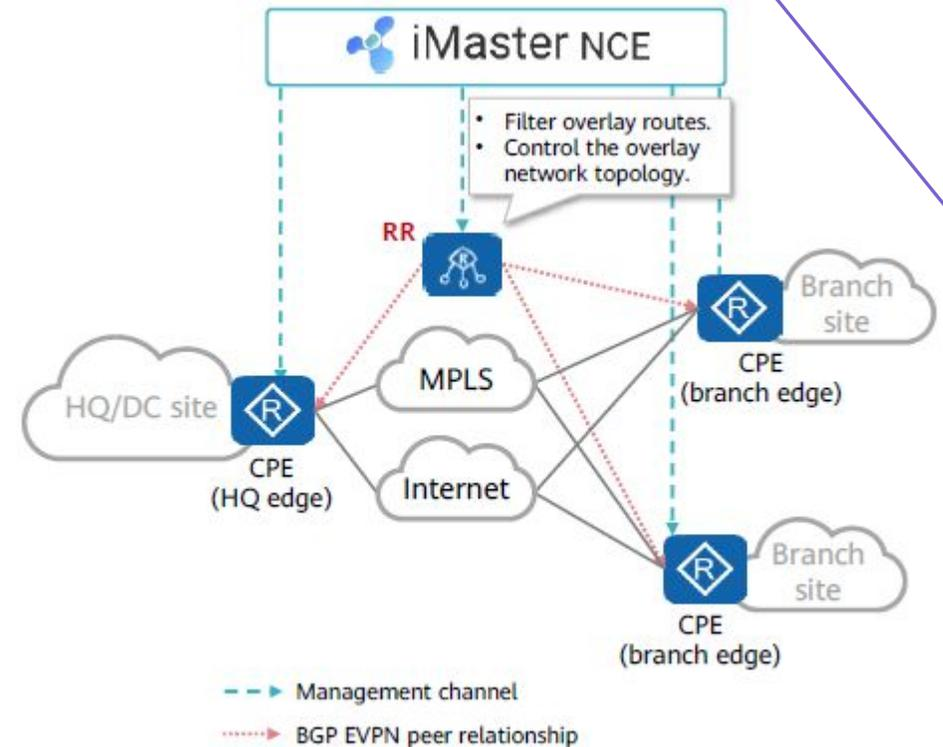 iMaster NCE
• Filter overlay routes.
• Control the overlay
network topology.
RR
R
Branch
site
R
CPE
(branch edge)
MPLS
HQ/DC site
R
CPE
(HQ edge)
Internet
Branch
site
R
CPE
(branch edge)
Management channel
BGP EVPN peer relationship